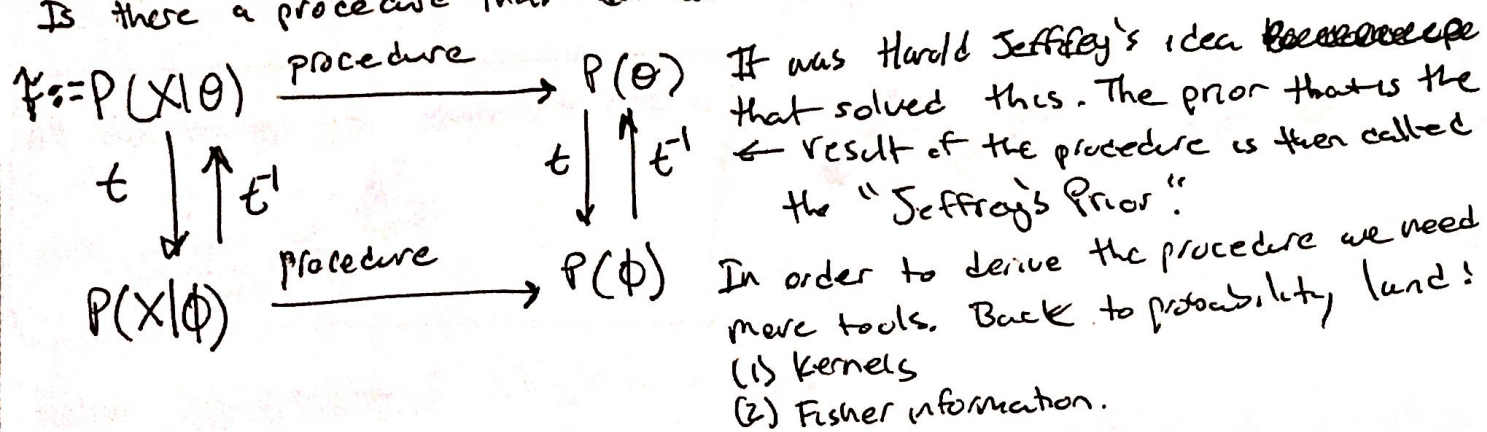 Is there a procedure that
F:=P(X|θ) procedure P(θ)
t t⁻¹ t t⁻¹
P(X|ϕ) procedure P(ϕ)
It was Harold Jeffrey's idea
that solved this. The prior that is the
← result of the procedure is then called
the "Jeffrey's Prior".
In order to derive the procedure we need
more tools. Back to probability land!
(1) Kernels
(2) Fisher information.